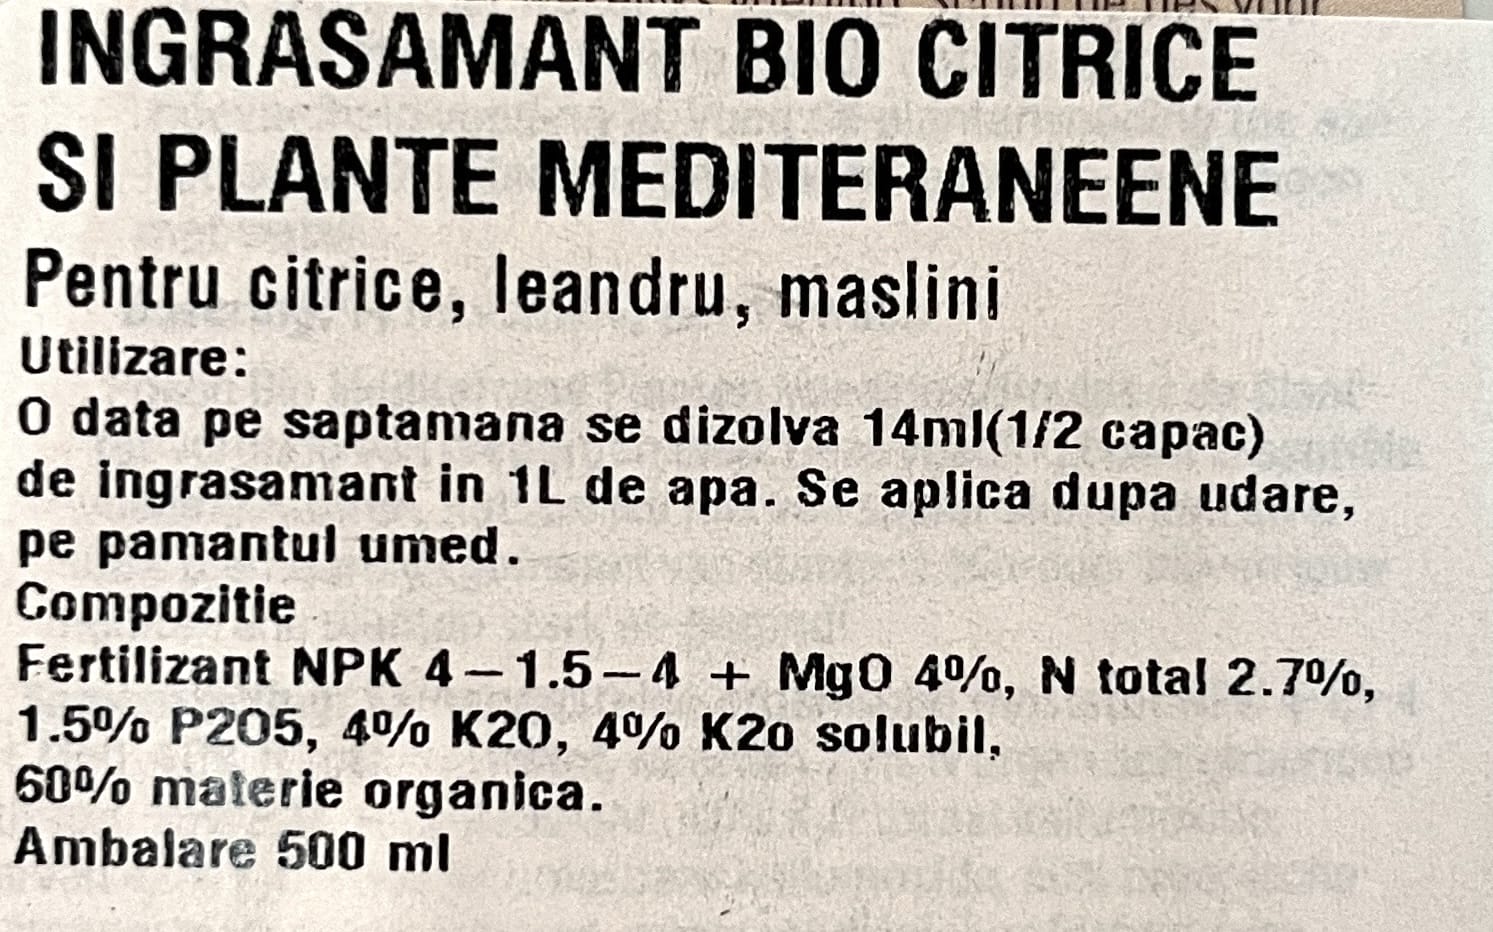 INGRASAMANT BIO CITRICE
SI PLANTE MEDITERANEENE
Pentru citrice, leandru, maslini
Utilizare:
O data pe saptamana se dizolva 14ml(1/2 capac)
de ingrasamant in 1L de apa. Se aplica dupa udare,
pe pamantul umed.
Compozitie
Fertilizant NPK 4–1.5–4 + MgO 4%, N total 2.7%,
1.5% P2O5, 4% K2O, 4% K2o solubil,
60% materie organica.
Ambalare 500 ml